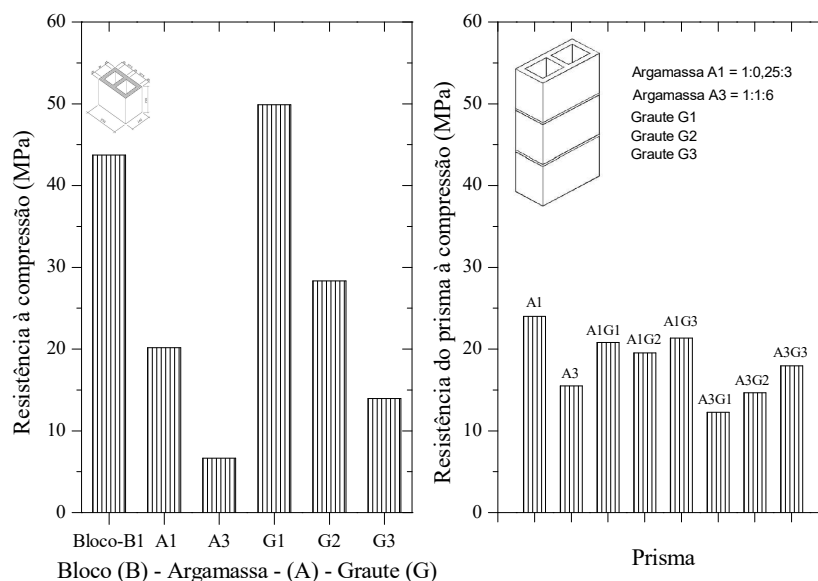 Resistência à compressão (MPa)
60
50
40
30
20
10
0
Bloco-B1 A1 A3 G1 G2 G3
Bloco (B) - Argamassa - (A) - Graute (G)
Resistência do prisma à compressão (MPa)
60
50
40
30
20
10
0
Argamassa A1 = 1:0,25:3
Argamassa A3 = 1:1:6
Graute G1
Graute G2
Graute G3
A1
A3
A1G1
A1G2
A1G3
A3G1
A3G2
A3G3
Prisma